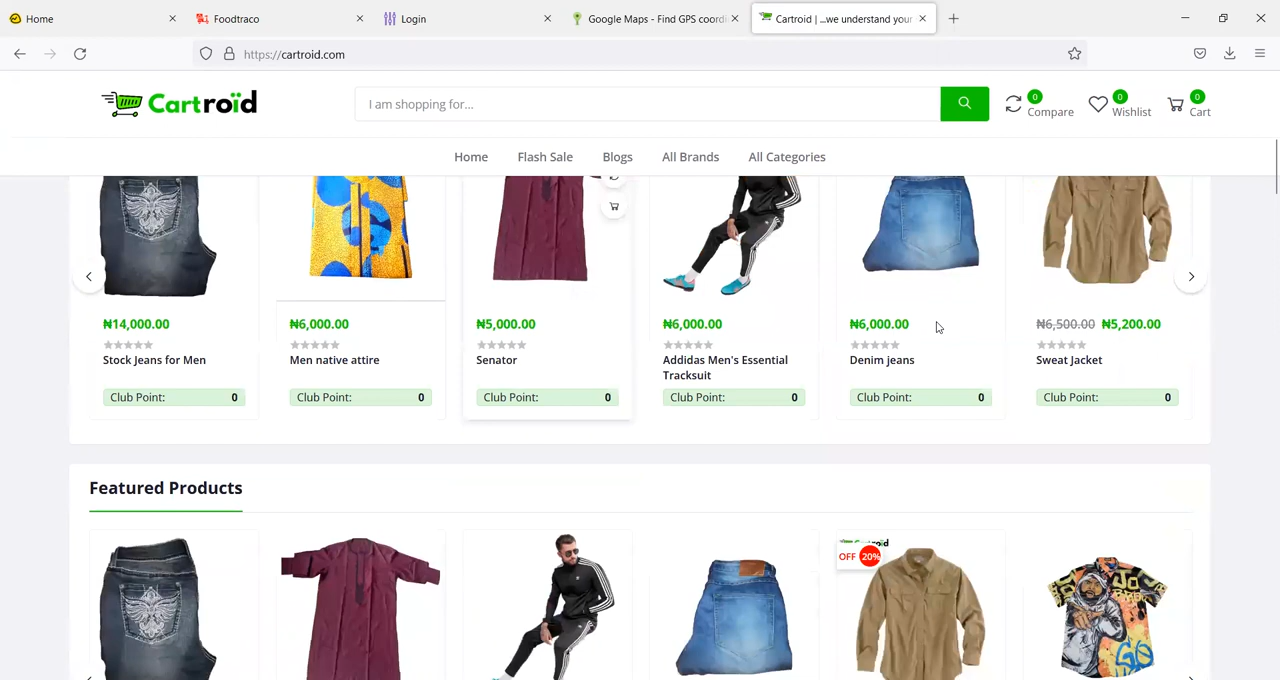 Home
Foodtraco
Login
Google Maps - Find GPS coordi
Cartroid | ...we understand your
https://cartroid.com
Cartroïd
I am shopping for...
0
Compare
0
Wishlist
0
Cart
Home
Flash Sale
Blogs
All Brands
All Categories
₦14,000.00
Stock Jeans for Men
Club Point: 0
₦6,000.00
Men native attire
Club Point: 0
₦5,000.00
Senator
Club Point: 0
₦6,000.00
Addidas Men's Essential
Tracksuit
Club Point: 0
₦6,000.00
Denim jeans
Club Point: 0
₦6,500.00 ₦5,200.00
Sweat Jacket
Club Point: 0
Featured Products
OFF 20%
GO